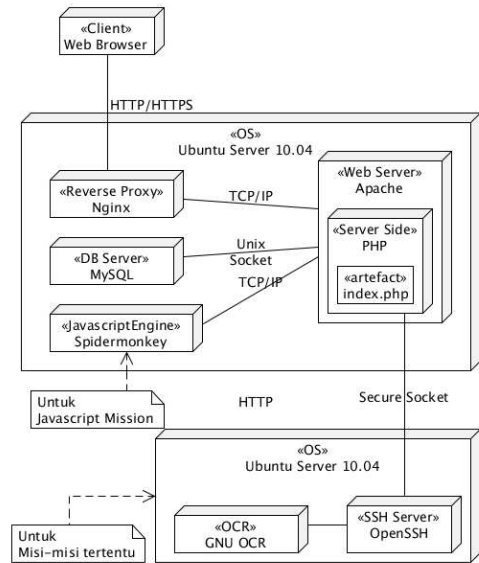 «Client»
Web Browser
HTTP/HTTPS
«OS»
Ubuntu Server 10.04
«Web Server»
Apache
«Reverse Proxy»
Nginx
TCP/IP
«Server Side»
PHP
«DB Server»
MySQL
Unix
Socket
«artefact»
index.php
TCP/IP
«JavascriptEngine»
Spidermonkey
Untuk
Javascript Mission
HTTP
Secure Socket
«OS»
Ubuntu Server 10.04
«OCR»
GNU OCR
«SSH Server»
OpenSSH
Untuk
Misi-misi tertentu